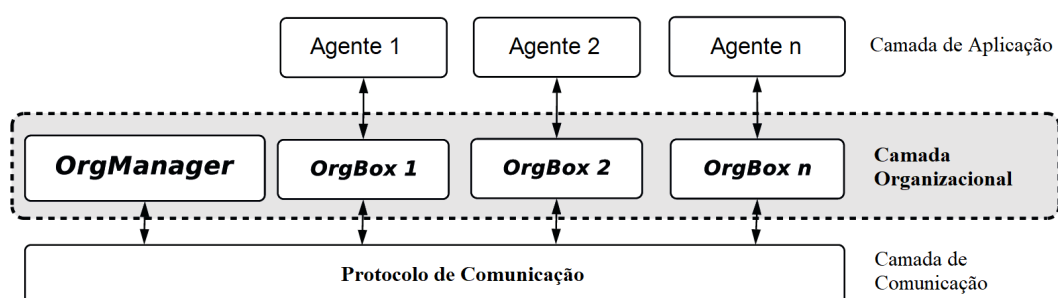 Agente 1
Agente 2
Agente n
Camada de Aplicação
OrgManager
OrgBox 1
OrgBox 2
OrgBox n
Camada
Organizacional
Protocolo de Comunicação
Camada de
Comunicação